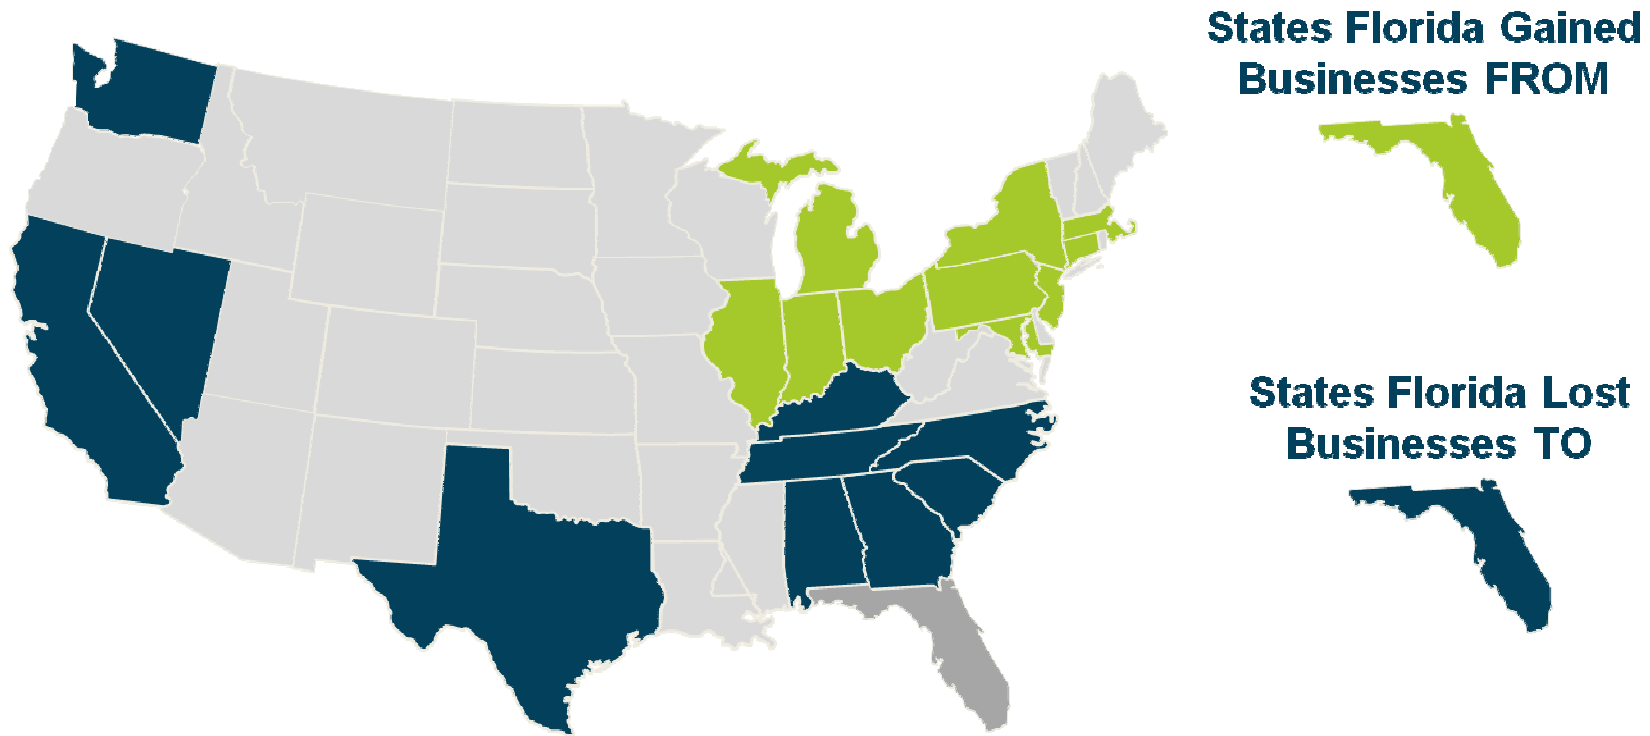 States Florida Gained
Businesses FROM
States Florida Lost
Businesses TO